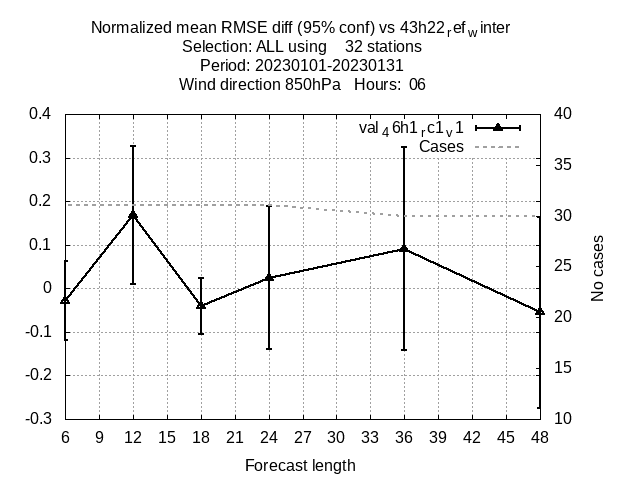 Normalized mean RMSE diff (95% conf) vs 43h22refwinter
Selection: ALL using 32 stations
Period: 20230101-20230131
Wind direction 850hPa Hours: 06
val46h1rc1v1
Cases
0.4
0.3
0.2
0.1
0
-0.1
-0.2
-0.3
40
35
30
25
20
15
10
No cases
6 9 12 15 18 21 24 27 30 33 36 39 42 45 48
Forecast length